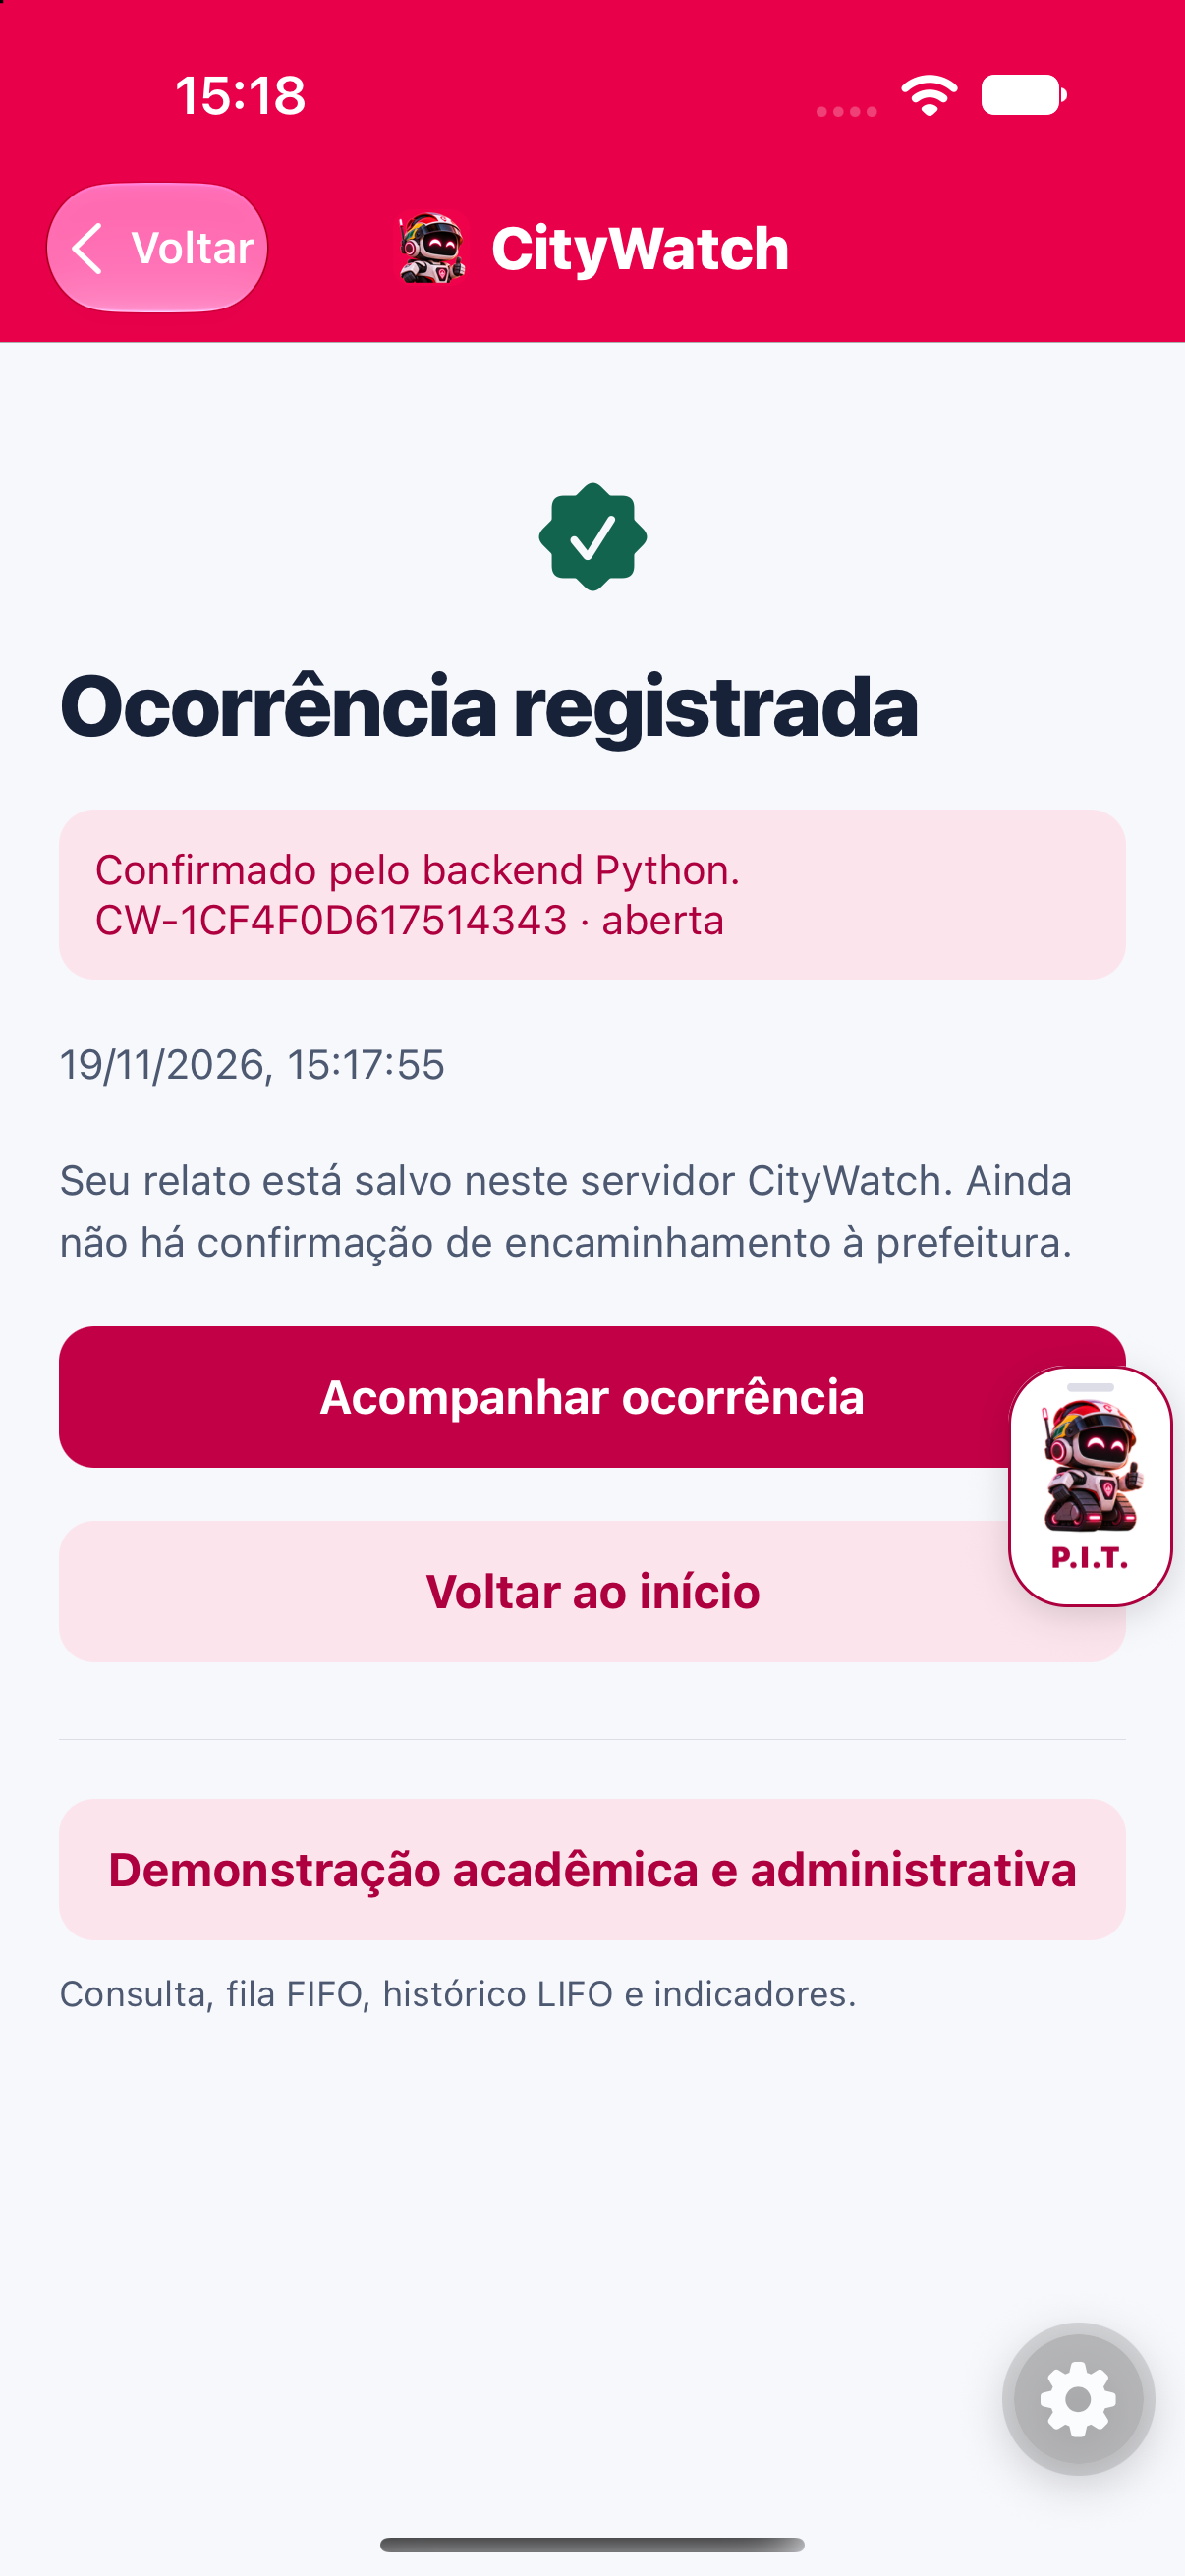 15:18
Voltar
CityWatch
Ocorrência registrada
Confirmado pelo backend Python.
CW-1CF4F0D617514343 · aberta
19/11/2026, 15:17:55
Seu relato está salvo neste servidor CityWatch. Ainda
não há confirmação de encaminhamento à prefeitura.
Acompanhar ocorrência
P.I.T.
Voltar ao início
Demonstração acadêmica e administrativa
Consulta, fila FIFO, histórico LIFO e indicadores.